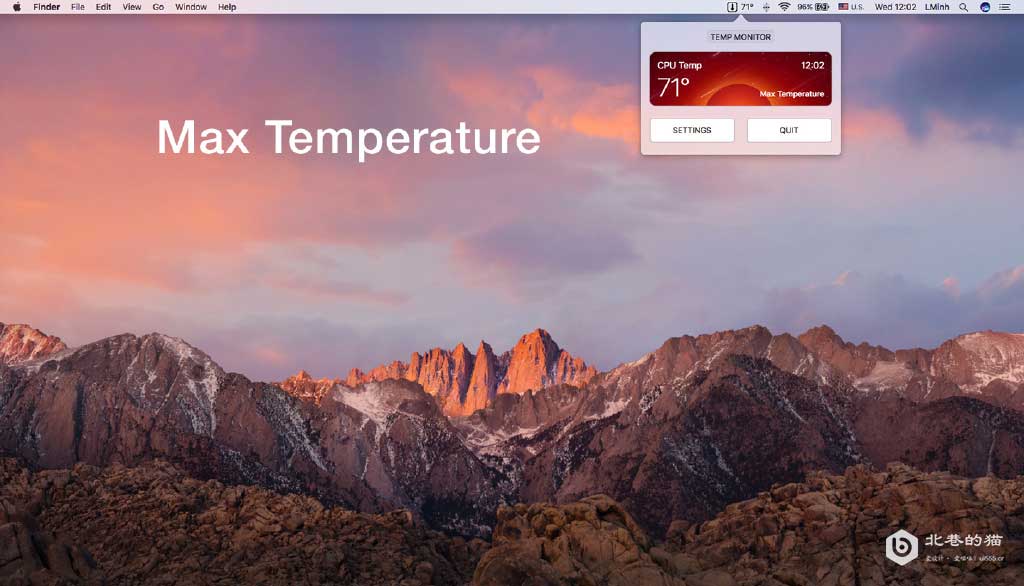 Finder File Edit View Go Window Help 71° 96% U.S. Wed 12:02 LMinh
TEMP MONITOR
CPU Temp 12:02
71°
Max Temperature
SETTINGS QUIT
Max Temperature
北巷的猫